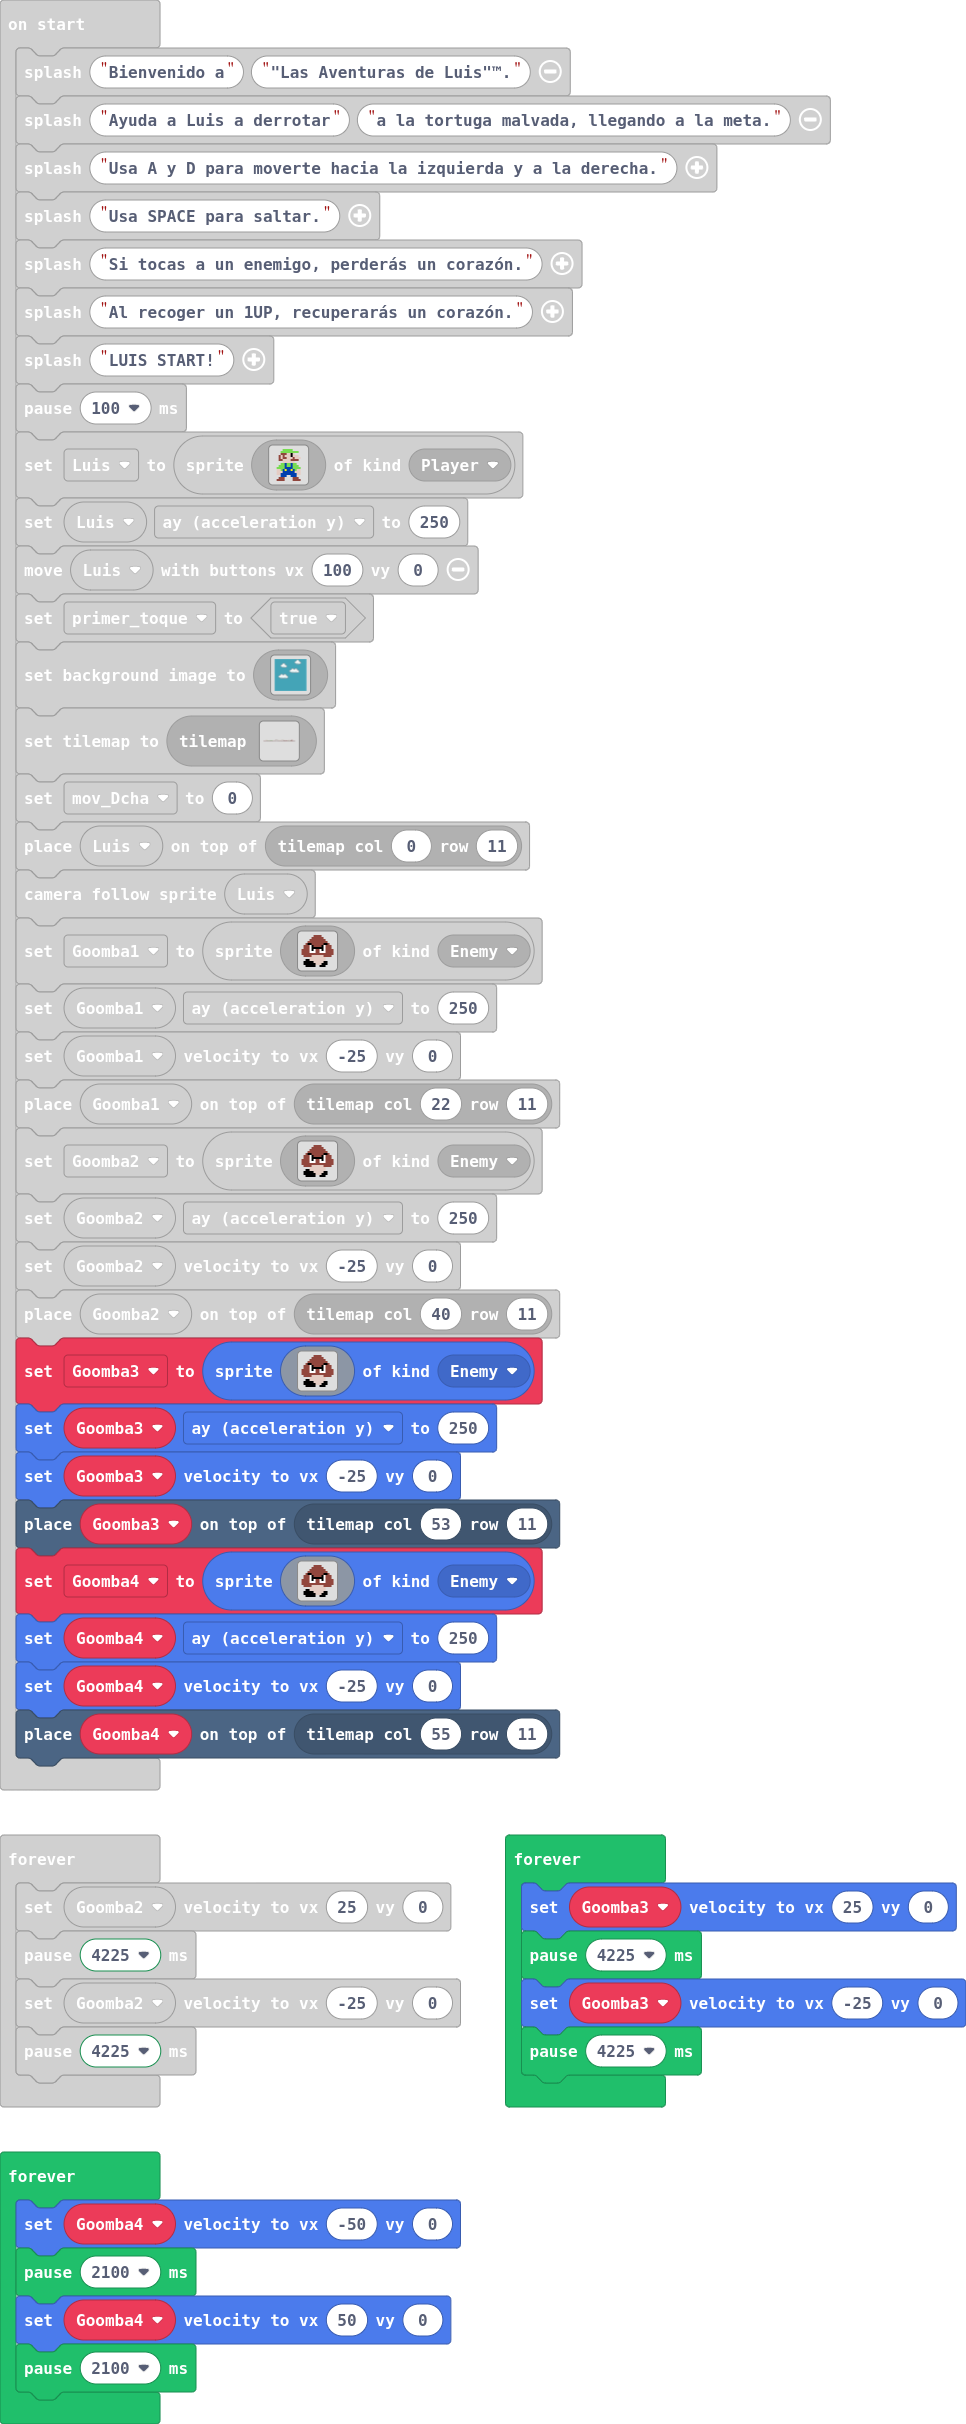 on start
splash "Bienvenido a" ""Las Aventuras de Luis"™."
splash "Ayuda a Luis a derrotar" "a la tortuga malvada, llegando a la meta."
splash "Usa A y D para moverte hacia la izquierda y a la derecha."
splash "Usa SPACE para saltar."
splash "Si tocas a un enemigo, perderás un corazón."
splash "Al recoger un 1UP, recuperarás un corazón."
splash "LUIS START!"
pause 100 ms
set Luis to sprite of kind Player
set Luis ay (acceleration y) to 250
move Luis with buttons vx 100 vy 0
set primer_toque to true
set background image to
set tilemap to tilemap
set mov_Dcha to 0
place Luis on top of tilemap col 0 row 11
camera follow sprite Luis
set Goomba1 to sprite of kind Enemy
set Goomba1 ay (acceleration y) to 250
set Goomba1 velocity to vx -25 vy 0
place Goomba1 on top of tilemap col 22 row 11
set Goomba2 to sprite of kind Enemy
set Goomba2 ay (acceleration y) to 250
set Goomba2 velocity to vx -25 vy 0
place Goomba2 on top of tilemap col 40 row 11
set Goomba3 to sprite of kind Enemy
set Goomba3 ay (acceleration y) to 250
set Goomba3 velocity to vx -25 vy 0
place Goomba3 on top of tilemap col 53 row 11
set Goomba4 to sprite of kind Enemy
set Goomba4 ay (acceleration y) to 250
set Goomba4 velocity to vx -25 vy 0
place Goomba4 on top of tilemap col 55 row 11
forever
set Goomba2 velocity to vx 25 vy 0
pause 4225 ms
set Goomba2 velocity to vx -25 vy 0
pause 4225 ms
forever
set Goomba3 velocity to vx 25 vy 0
pause 4225 ms
set Goomba3 velocity to vx -25 vy 0
pause 4225 ms
forever
set Goomba4 velocity to vx -50 vy 0
pause 2100 ms
set Goomba4 velocity to vx 50 vy 0
pause 2100 ms